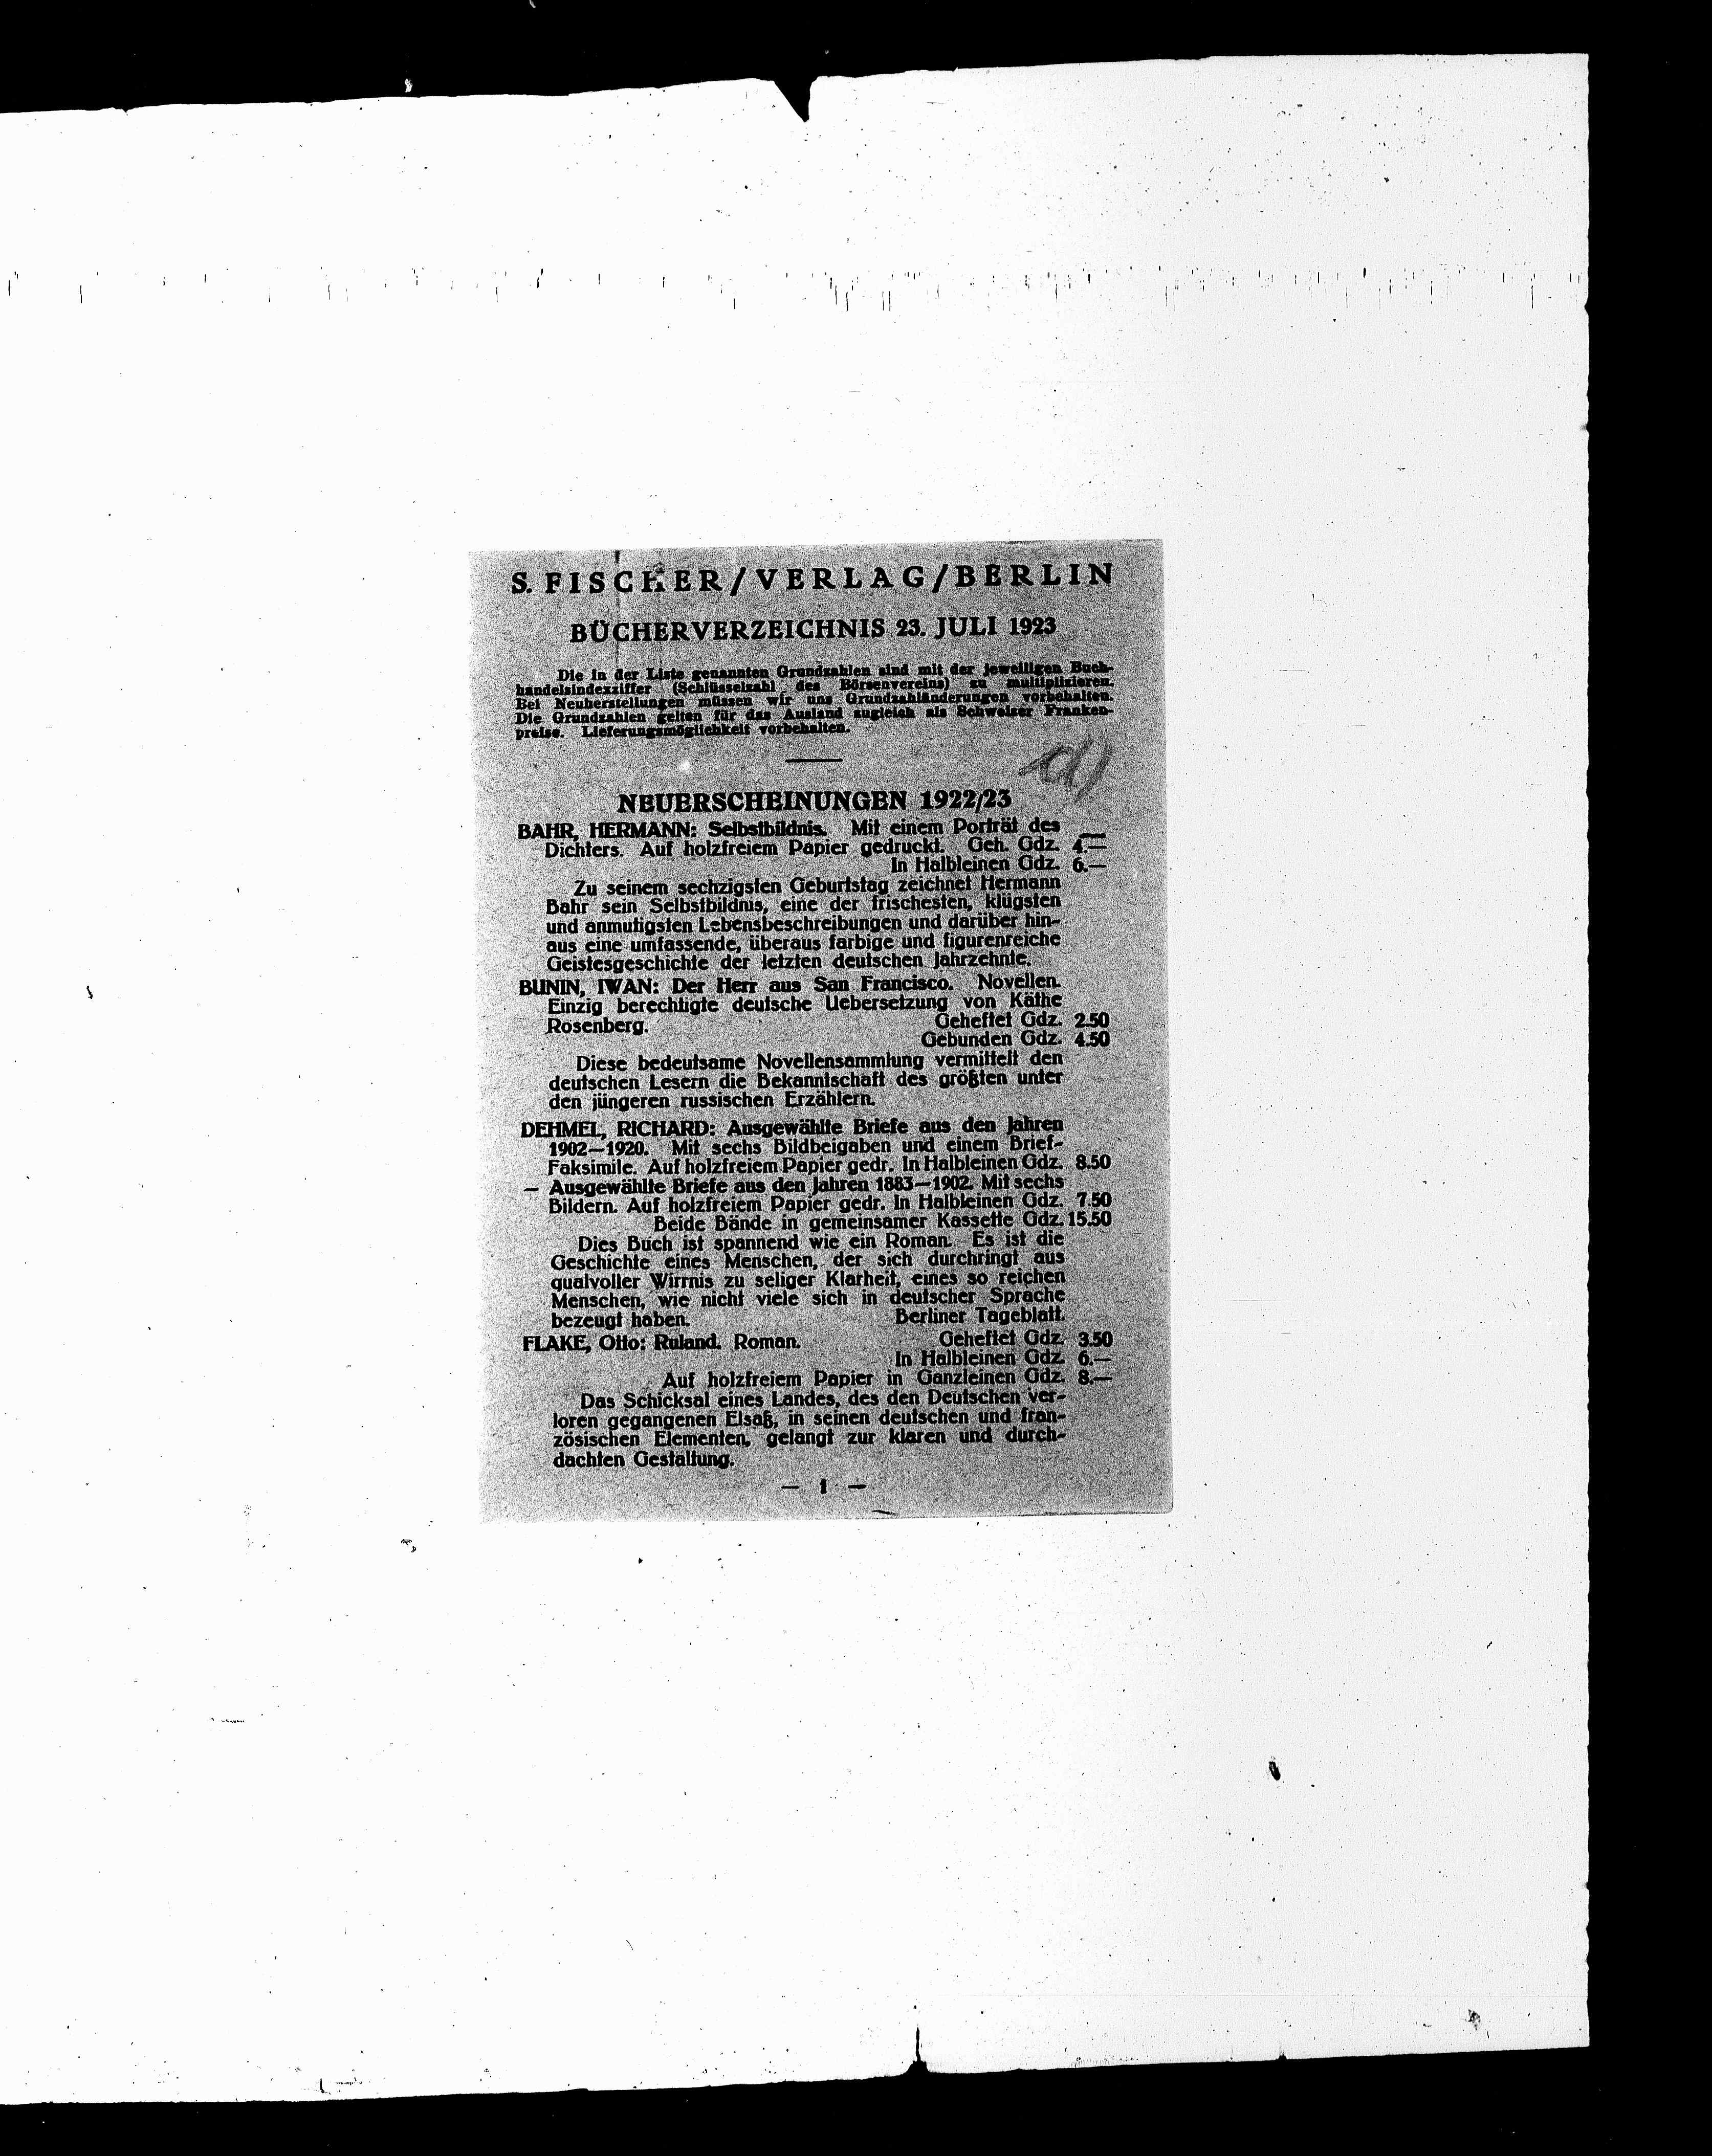 S. FISCHER/VERLAG/BERLIN
BÜCHERVERZEICHNIS 23. JULI 1923
Die in der Liste genannten Grundzahlen sind mit der jeweiligen Buch-
handelsindexziffer (Schlüsselzahl des Börsenvereins) zu multiplizieren.
Bei Neuherstellungen müssen wir uns Grundzahländerungen vorbehalten.
Die Grundzahlen gelten für das Ausland zugleich als Schweizer Franken-
preise. Lieferungsmöglichkeit vorbehalten.
d)
NEUERSCHEINUNGEN 1922/23
BAHR, HERMANN: Selbstbildnis. Mit einem Porträt des
Dichters. Auf holzfreiem Papier gedruckt. Geh. Gdz. 4.—
In Halbleinen Gdz. 6.—
Zu seinem sechzigsten Geburtstag zeichnet Hermann
Bahr sein Selbstbildnis, eine der frischesten, klügsten
und anmutigsten Lebensbeschreibungen und darüber hin-
aus eine umfassende, überaus farbige und figurenreiche
Geistesgeschichte der letzten deutschen Jahrzehnte.
BUNIN, IWAN: Der Herr aus San Francisco. Novellen.
Einzig berechtigte deutsche Uebersetzung von Käthe
Rosenberg. Geheftet Gdz. 2.50
Gebunden Gdz. 4.50
Diese bedeutsame Novellensammlung vermittelt den
deutschen Lesern die Bekanntschaft des größten unter
den jüngeren russischen Erzählern.
DEHMEL, RICHARD: Ausgewählte Briefe aus den Jahren
1902—1920. Mit sechs Bildbeigaben und einem Brief-
Faksimile. Auf holzfreiem Papier gedr. In Halbleinen Gdz. 8.50
— Ausgewählte Briefe aus den Jahren 1883—1902. Mit sechs
Bildern. Auf holzfreiem Papier gedr. In Halbleinen Gdz. 7.50
Beide Bände in gemeinsamer Kassette Gdz. 15.50
Dies Buch ist spannend wie ein Roman. Es ist die
Geschichte eines Menschen, der sich durchringt aus
qualvoller Wirrnis zu seliger Klarheit, eines so reichen
Menschen, wie nicht viele sich in deutscher Sprache
bezeugt haben. Berliner Tageblatt.
FLAKE, Otto: Ruland. Roman. Geheftet Gdz. 3.50
In Halbleinen Gdz. 6.—
Auf holzfreiem Papier in Ganzleinen Gdz. 8.—
Das Schicksal eines Landes, des den Deutschen ver-
loren gegangenen Elsaß, in seinen deutschen und fran-
zösischen Elementen, gelangt zur klaren und durch-
dachten Gestaltung.
— 1 —